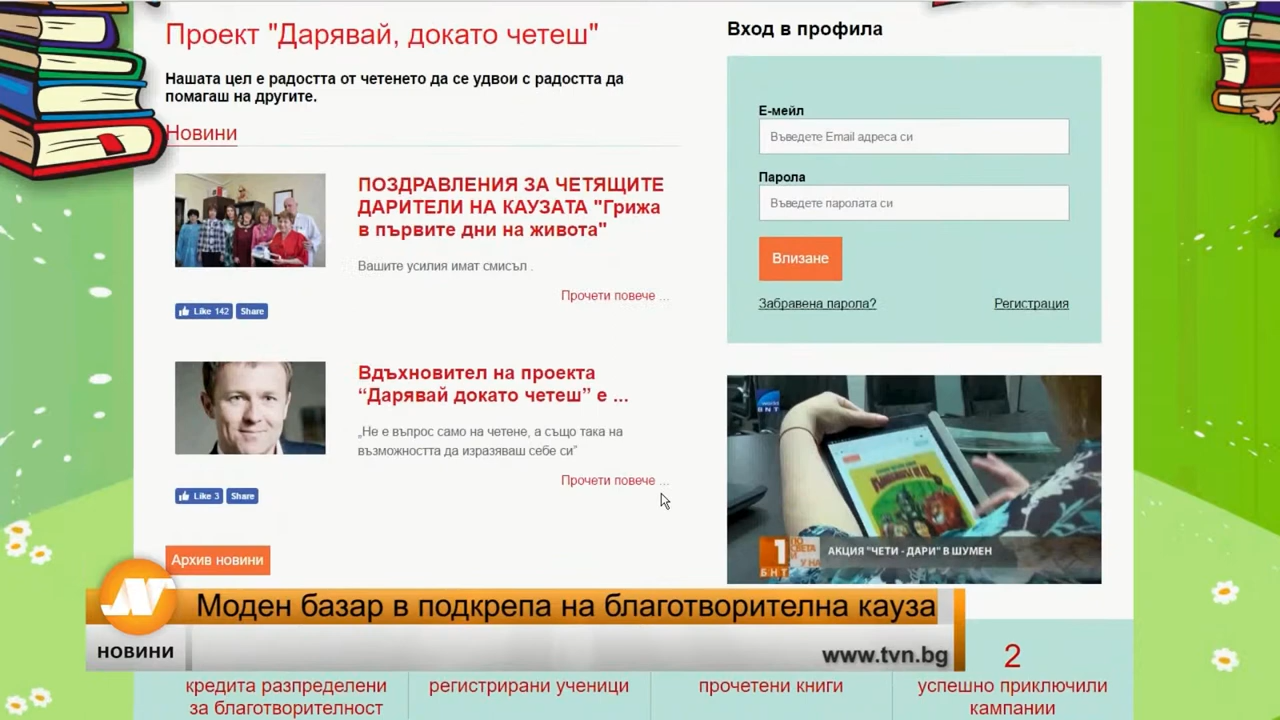 Проект "Дарявай, докато четеш"
Нашата цел е радостта от четенето да се удвои с радостта да
помагаш на другите.
Новини
ПОЗДРАВЛЕНИЯ ЗА ЧЕТЯЩИТЕ
ДАРИТЕЛИ НА КАУЗАТА "Грижа
в първите дни на живота"
Вашите усилия имат смисъл .
Прочети повече ...
Like 142 Share
Вдъхновител на проекта
“Дарявай докато четеш” е ...
„Не е въпрос само на четене, а също така на
възможността да изразяваш себе си”
Прочети повече ...
Like 3 Share
Архив новини
Вход в профила
Е-мейл
Въведете Email адреса си
Парола
Въведете паролата си
Влизане
Забравена парола? Регистрация
BNT
1
БНТ
ПО СВЕТА
И У НАС
АКЦИЯ "ЧЕТИ - ДАРИ" В ШУМЕН
Моден базар в подкрепа на благотворителна кауза
НОВИНИ
www.tvn.bg
2
кредита разпределени
за благотворителност
регистрирани ученици
прочетени книги
успешно приключили
кампании